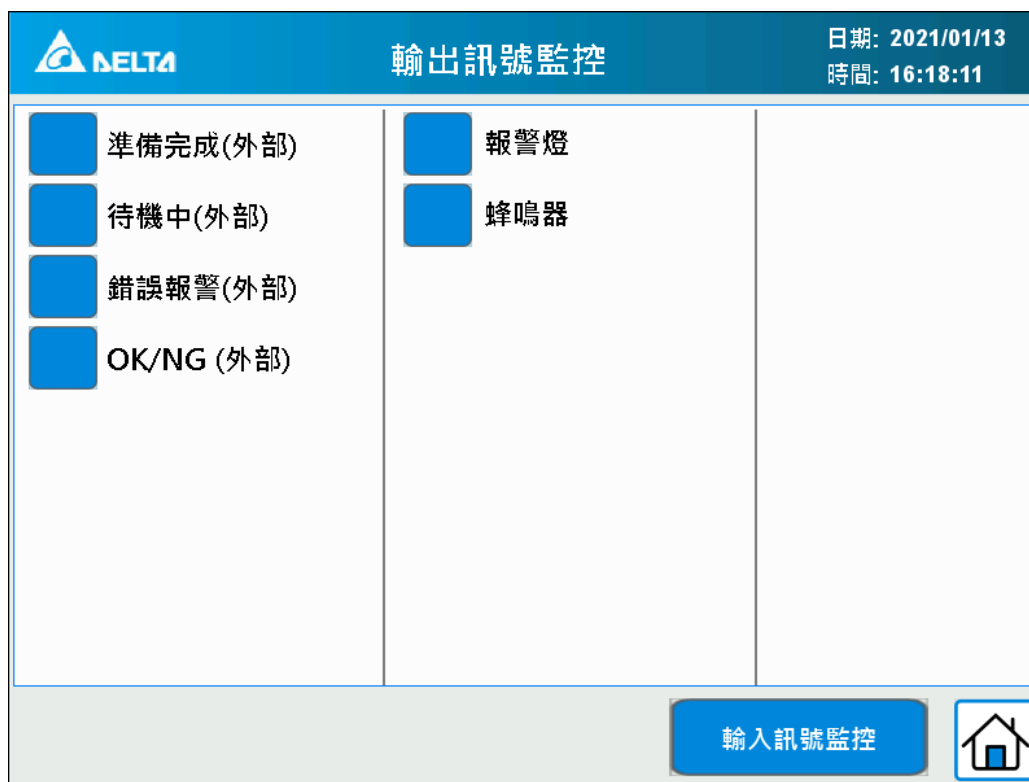 DELTA
輸出訊號監控
日期: 2021/01/13
時間: 16:18:11
準備完成(外部)
待機中(外部)
錯誤報警(外部)
OK/NG (外部)
報警燈
蜂鳴器
輸入訊號監控